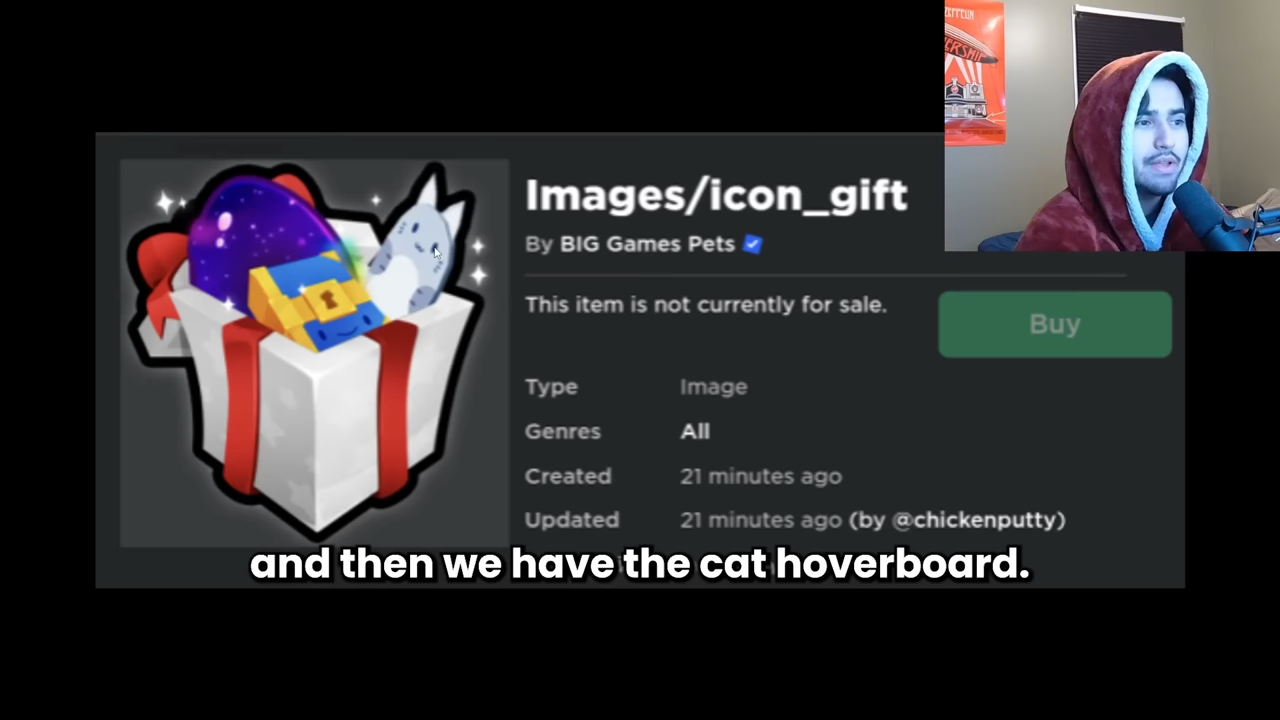 Images/icon_gift
By BIG Games Pets
This item is not currently for sale.
Buy
Type Image
Genres All
Created 21 minutes ago
Updated 21 minutes ago (by @chickenputty)
and then we have the cat hoverboard.